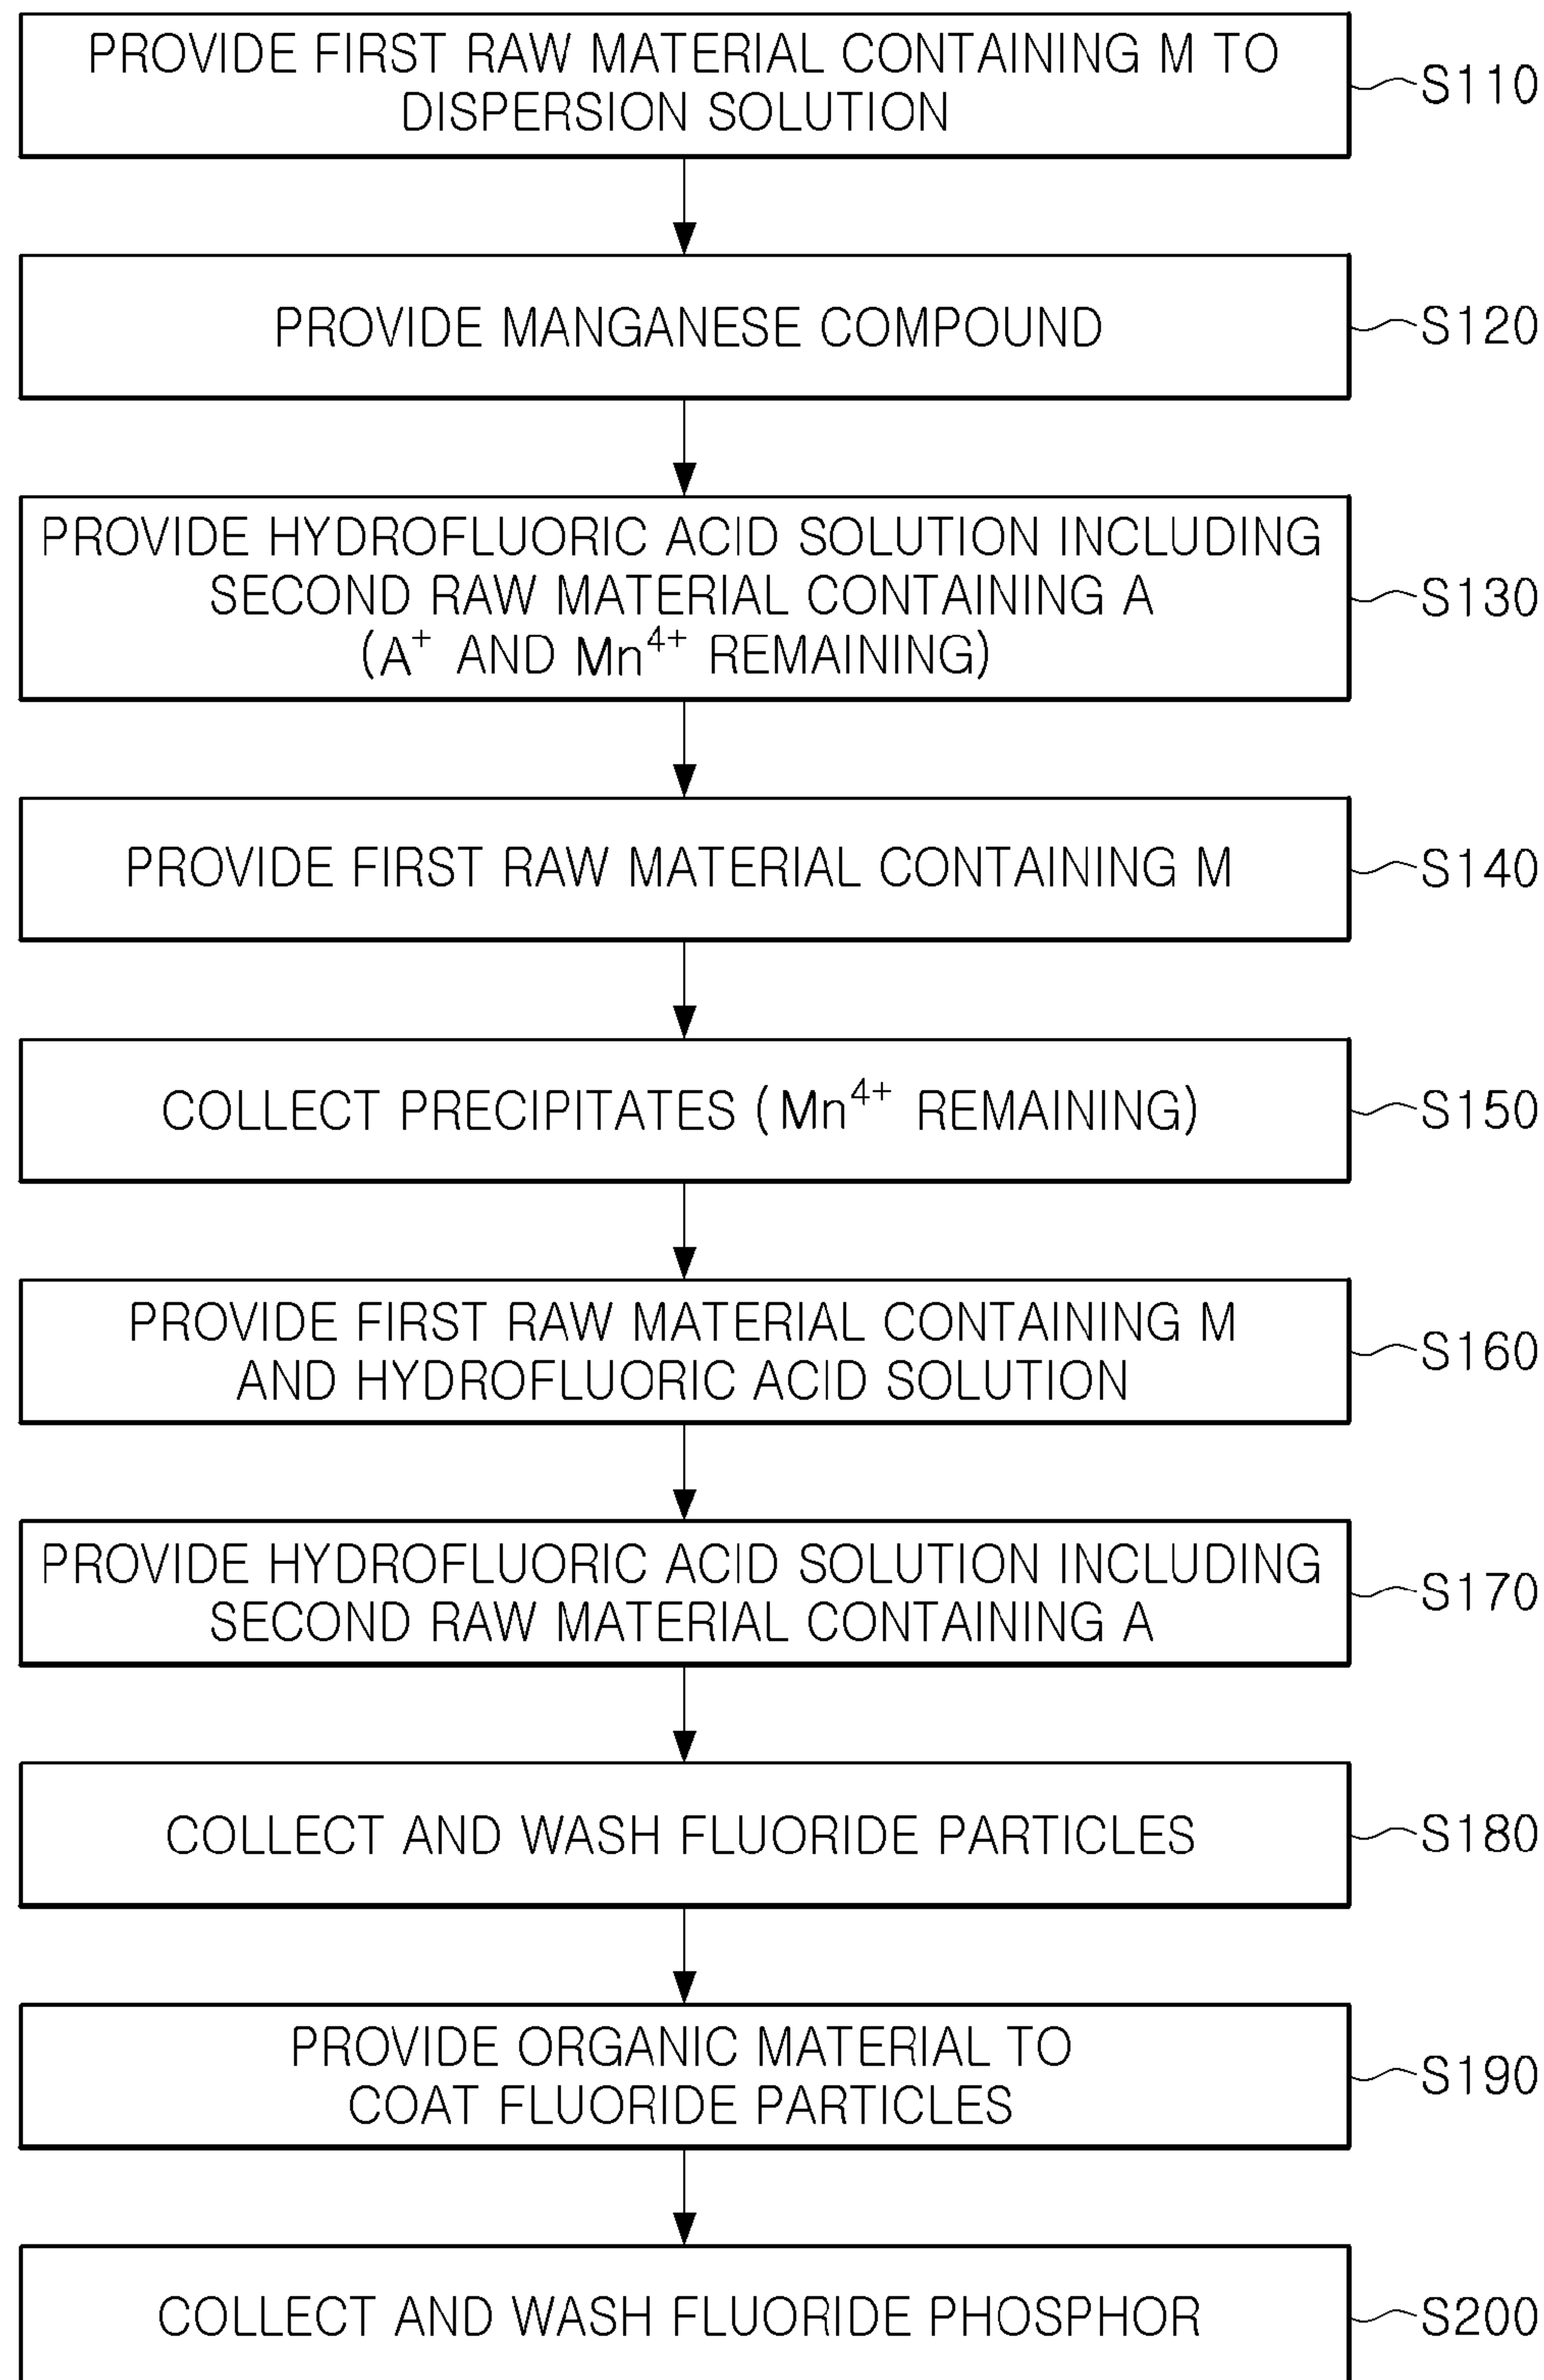 PROVIDE FIRST RAW MATERIAL CONTAINING M TO
DISPERSION SOLUTION
S110
PROVIDE MANGANESE COMPOUND
S120
PROVIDE HYDROFLUORIC ACID SOLUTION INCLUDING
SECOND RAW MATERIAL CONTAINING A
(A⁺ AND Mn⁴⁺ REMAINING)
S130
PROVIDE FIRST RAW MATERIAL CONTAINING M
S140
COLLECT PRECIPITATES (Mn⁴⁺ REMAINING)
S150
PROVIDE FIRST RAW MATERIAL CONTAINING M
AND HYDROFLUORIC ACID SOLUTION
S160
PROVIDE HYDROFLUORIC ACID SOLUTION INCLUDING
SECOND RAW MATERIAL CONTAINING A
S170
COLLECT AND WASH FLUORIDE PARTICLES
S180
PROVIDE ORGANIC MATERIAL TO
COAT FLUORIDE PARTICLES
S190
COLLECT AND WASH FLUORIDE PHOSPHOR
S200